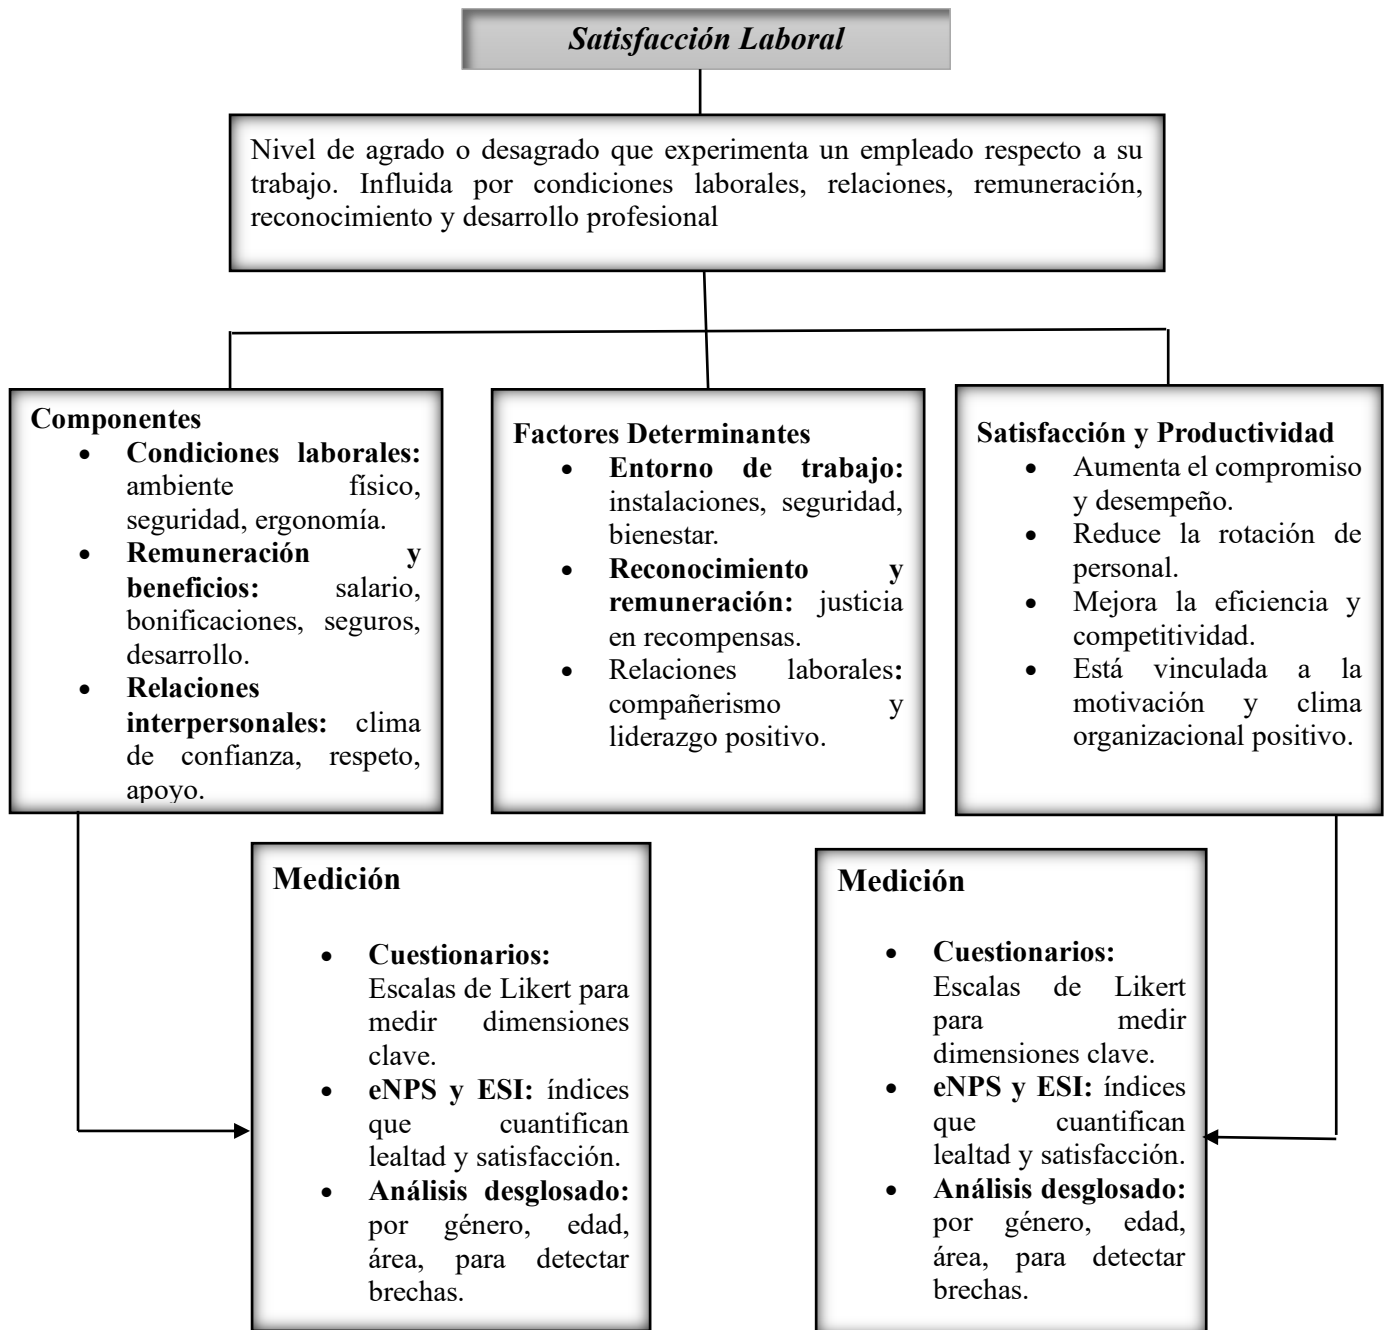 Satisfacción Laboral
Nivel de agrado o desagrado que experimenta un empleado respecto a su
trabajo. Influida por condiciones laborales, relaciones, remuneración,
reconocimiento y desarrollo profesional
Componentes
• Condiciones laborales:
ambiente físico,
seguridad, ergonomía.
• Remuneración y
beneficios: salario,
bonificaciones, seguros,
desarrollo.
• Relaciones
interpersonales: clima
de confianza, respeto,
apoyo.
Factores Determinantes
• Entorno de trabajo:
instalaciones, seguridad,
bienestar.
• Reconocimiento y
remuneración: justicia
en recompensas.
• Relaciones laborales:
compañerismo y
liderazgo positivo.
Satisfacción y Productividad
• Aumenta el compromiso
y desempeño.
• Reduce la rotación de
personal.
• Mejora la eficiencia y
competitividad.
• Está vinculada a la
motivación y clima
organizacional positivo.
Medición
• Cuestionarios:
Escalas de Likert para
medir dimensiones
clave.
• eNPS y ESI: índices
que cuantifican
lealtad y satisfacción.
• Análisis desglosado:
por género, edad,
área, para detectar
brechas.
Medición
• Cuestionarios:
Escalas de Likert
para medir
dimensiones clave.
• eNPS y ESI: índices
que cuantifican
lealtad y satisfacción.
• Análisis desglosado:
por género, edad,
área, para detectar
brechas.